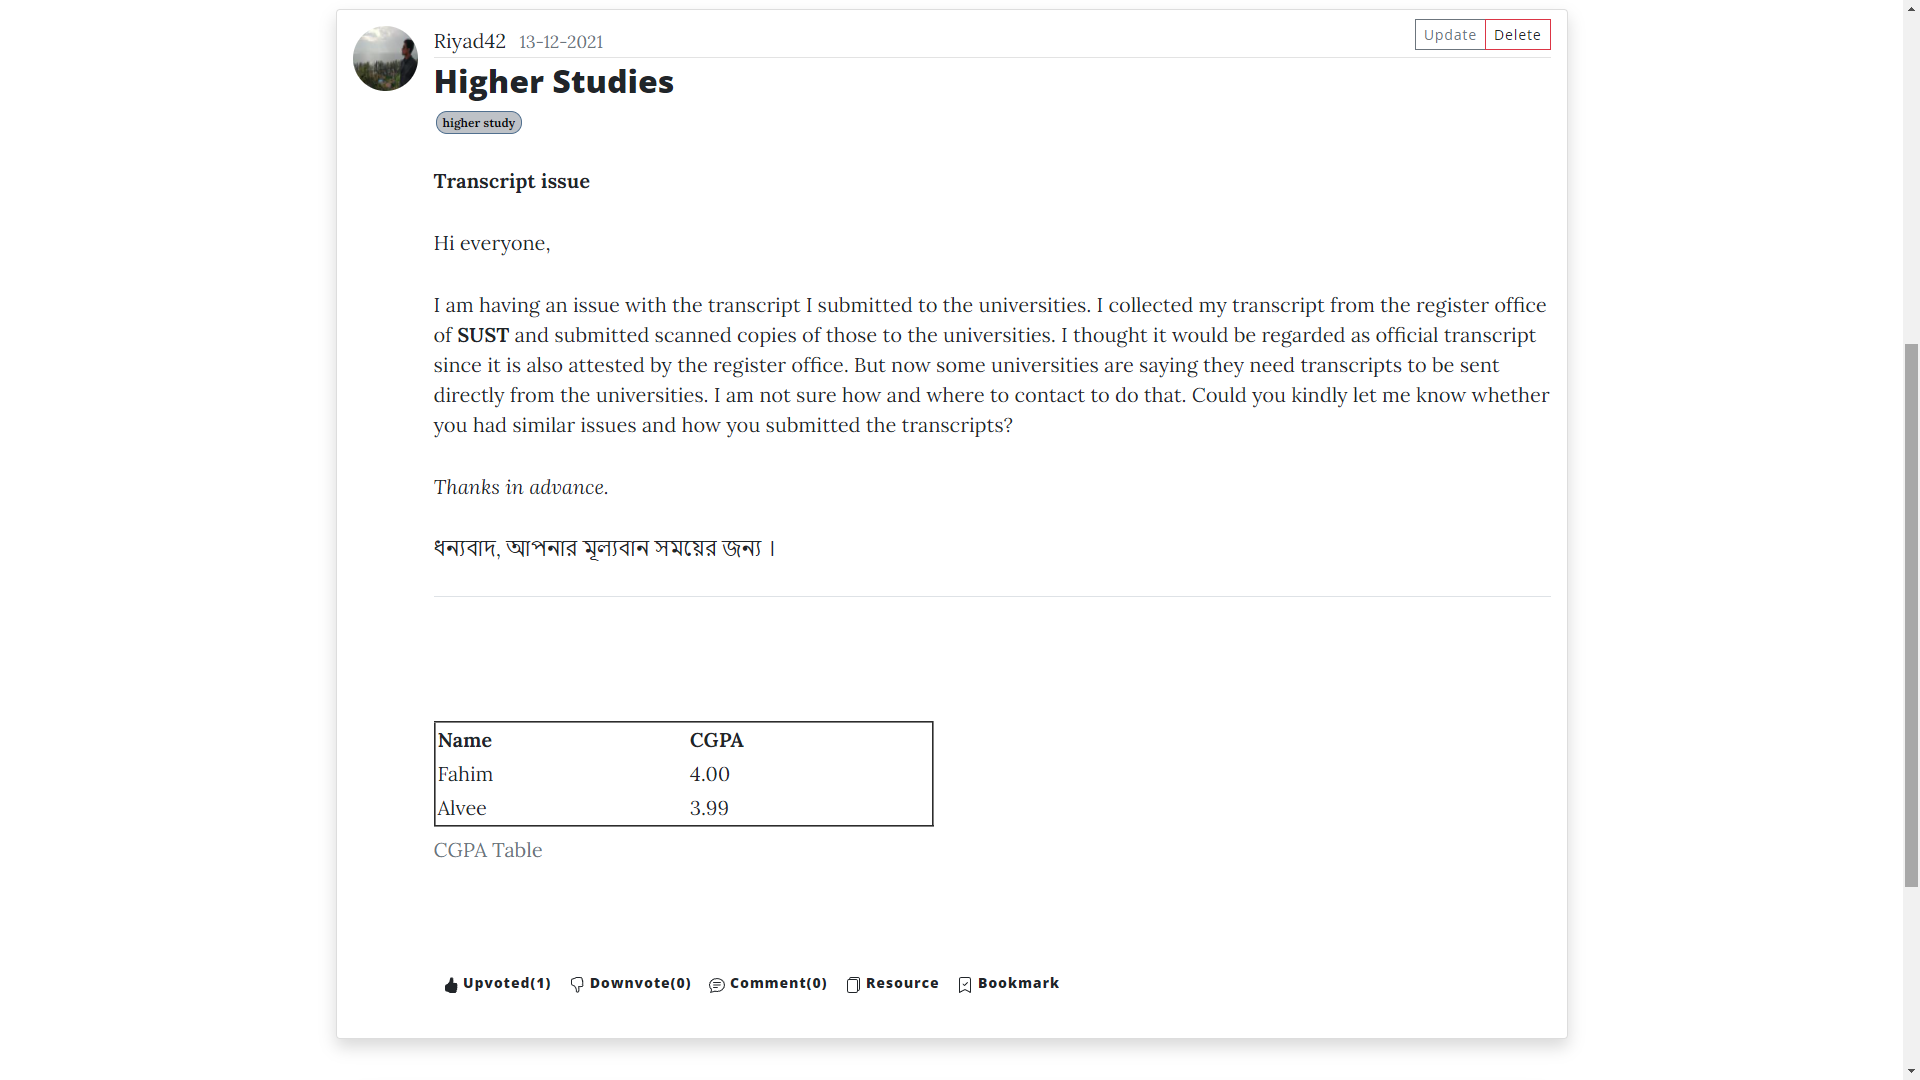 Riyad42 13-12-2021 Update Delete
Higher Studies
higher study
Transcript issue
Hi everyone,
I am having an issue with the transcript I submitted to the universities. I collected my transcript from the register office
of SUST and submitted scanned copies of those to the universities. I thought it would be regarded as official transcript
since it is also attested by the register office. But now some universities are saying they need transcripts to be sent
directly from the universities. I am not sure how and where to contact to do that. Could you kindly let me know whether
you had similar issues and how you submitted the transcripts?
Thanks in advance.
ধন্যবাদ, আপনার মূল্যবান সময়ের জন্য ।
Name CGPA
Fahim 4.00
Alvee 3.99
CGPA Table
Upvoted(1) Downvote(0) Comment(0) Resource Bookmark